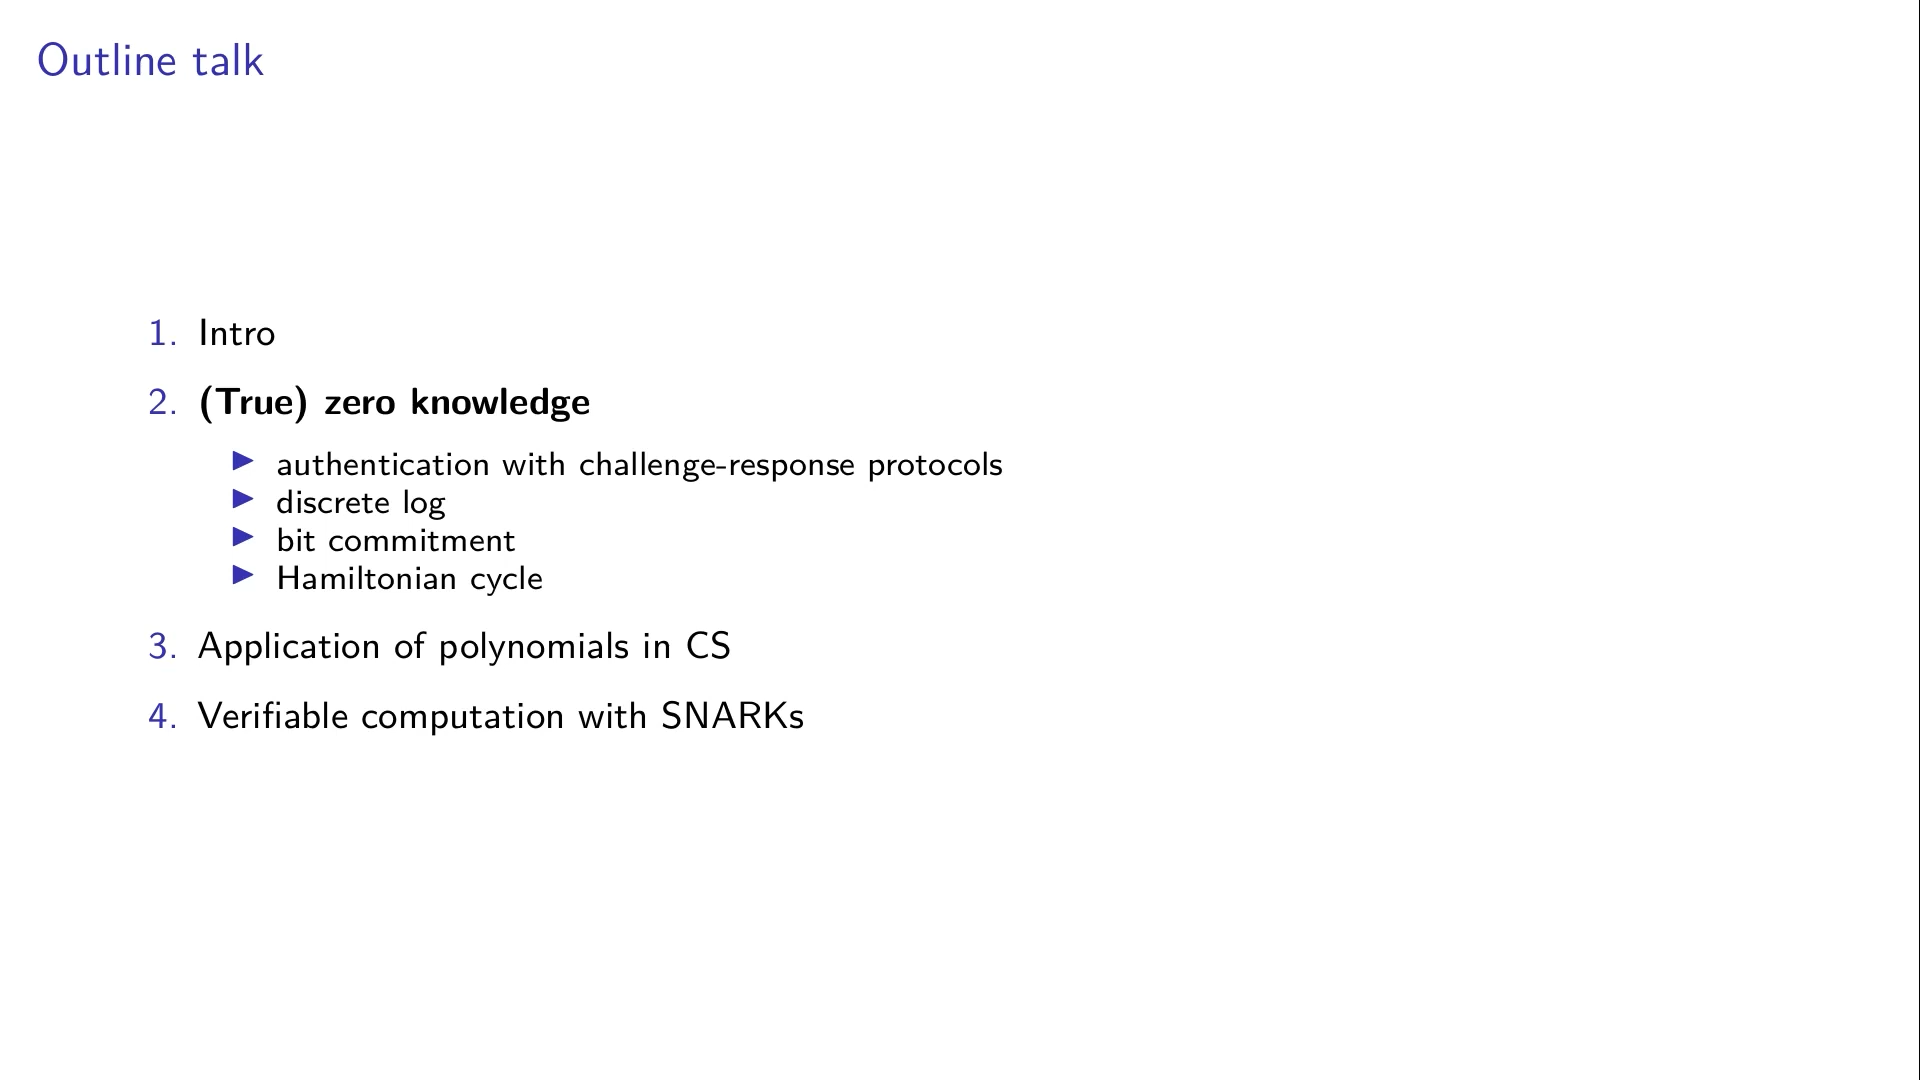 Outline talk
1. Intro
2. (True) zero knowledge
▶ authentication with challenge-response protocols
▶ discrete log
▶ bit commitment
▶ Hamiltonian cycle
3. Application of polynomials in CS
4. Verifiable computation with SNARKs